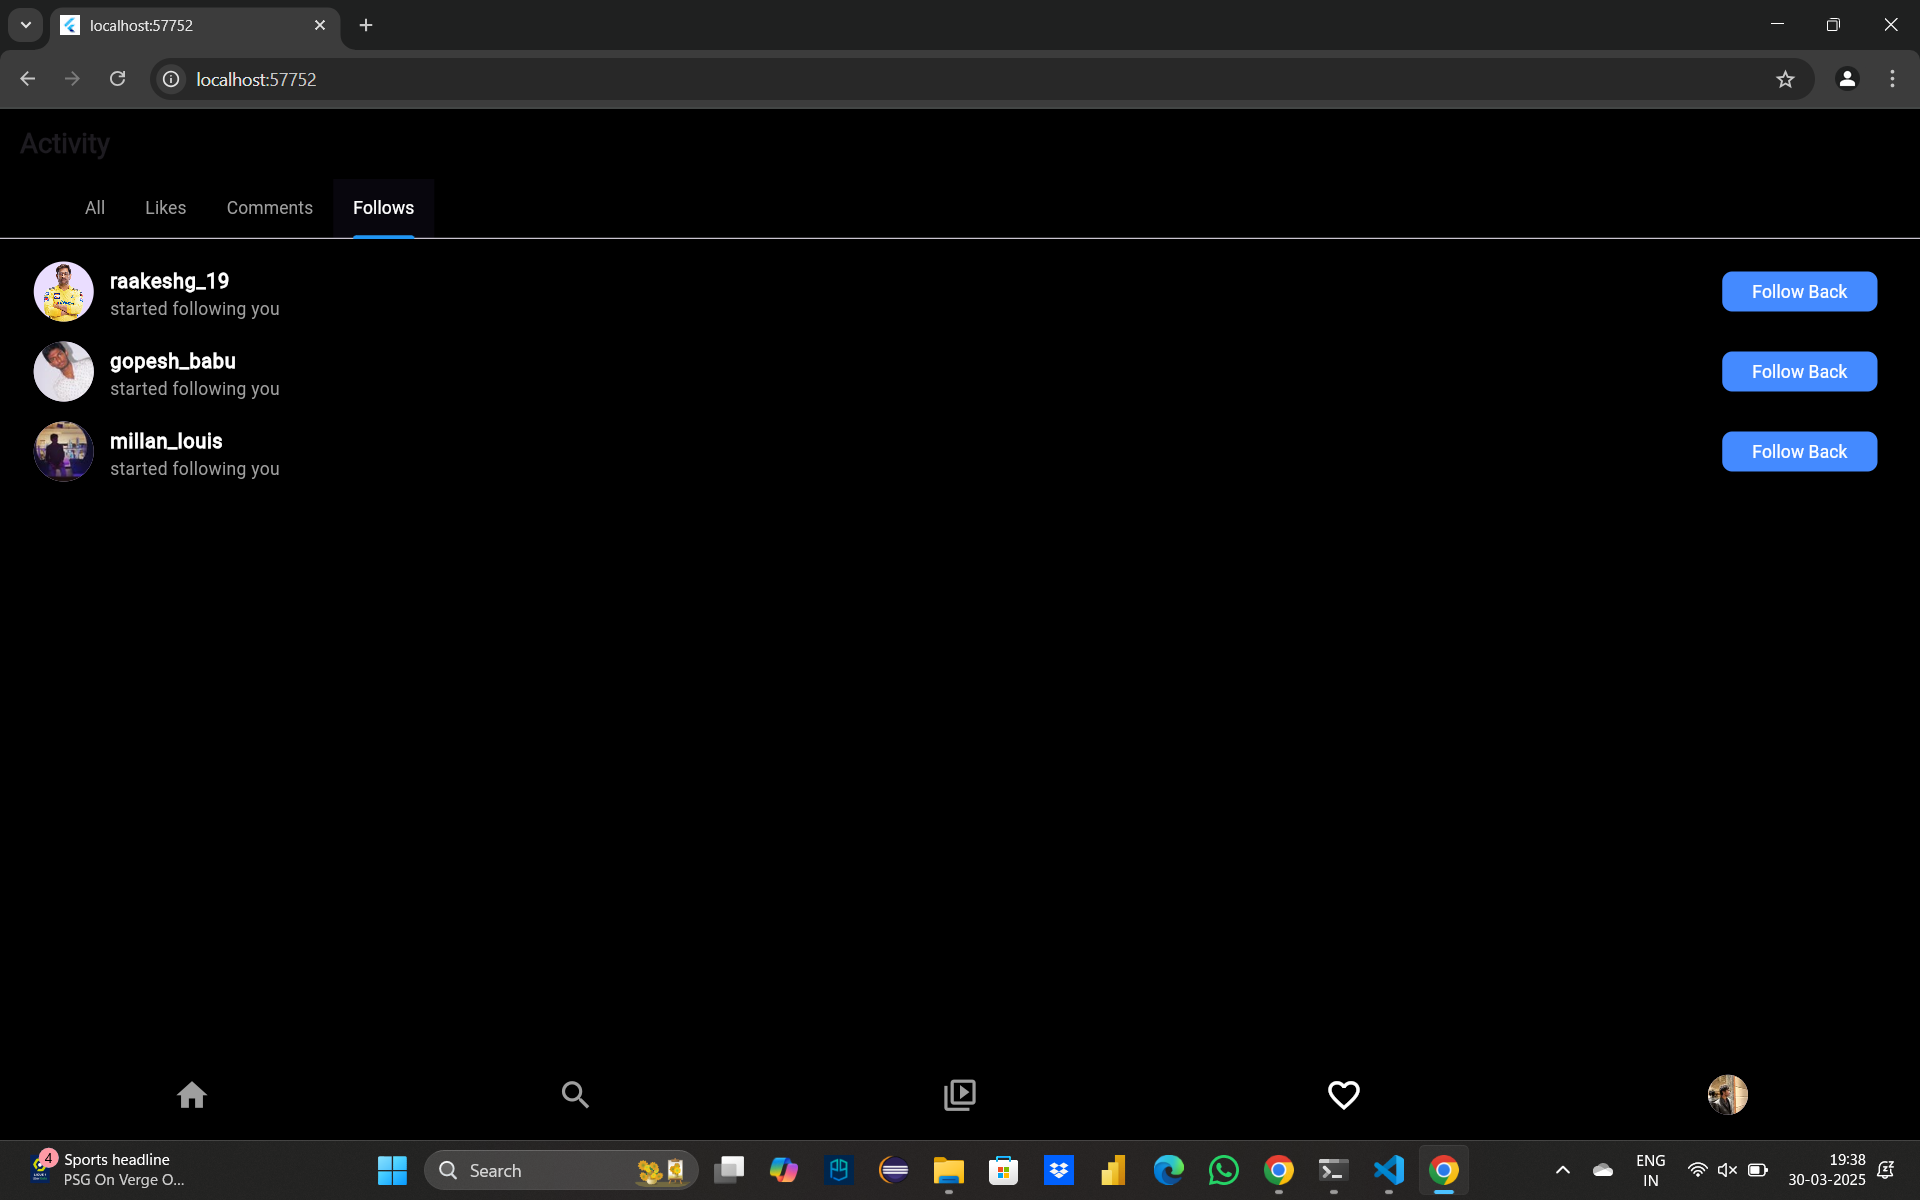 localhost:57752
localhost:57752
Activity
All Likes Comments Follows
raakeshg_19
started following you
Follow Back
gopesh_babu
started following you
Follow Back
millan_louis
started following you
Follow Back
4
Sports headline
PSG On Verge O...
Search
ENG
IN
19:38
30-03-2025